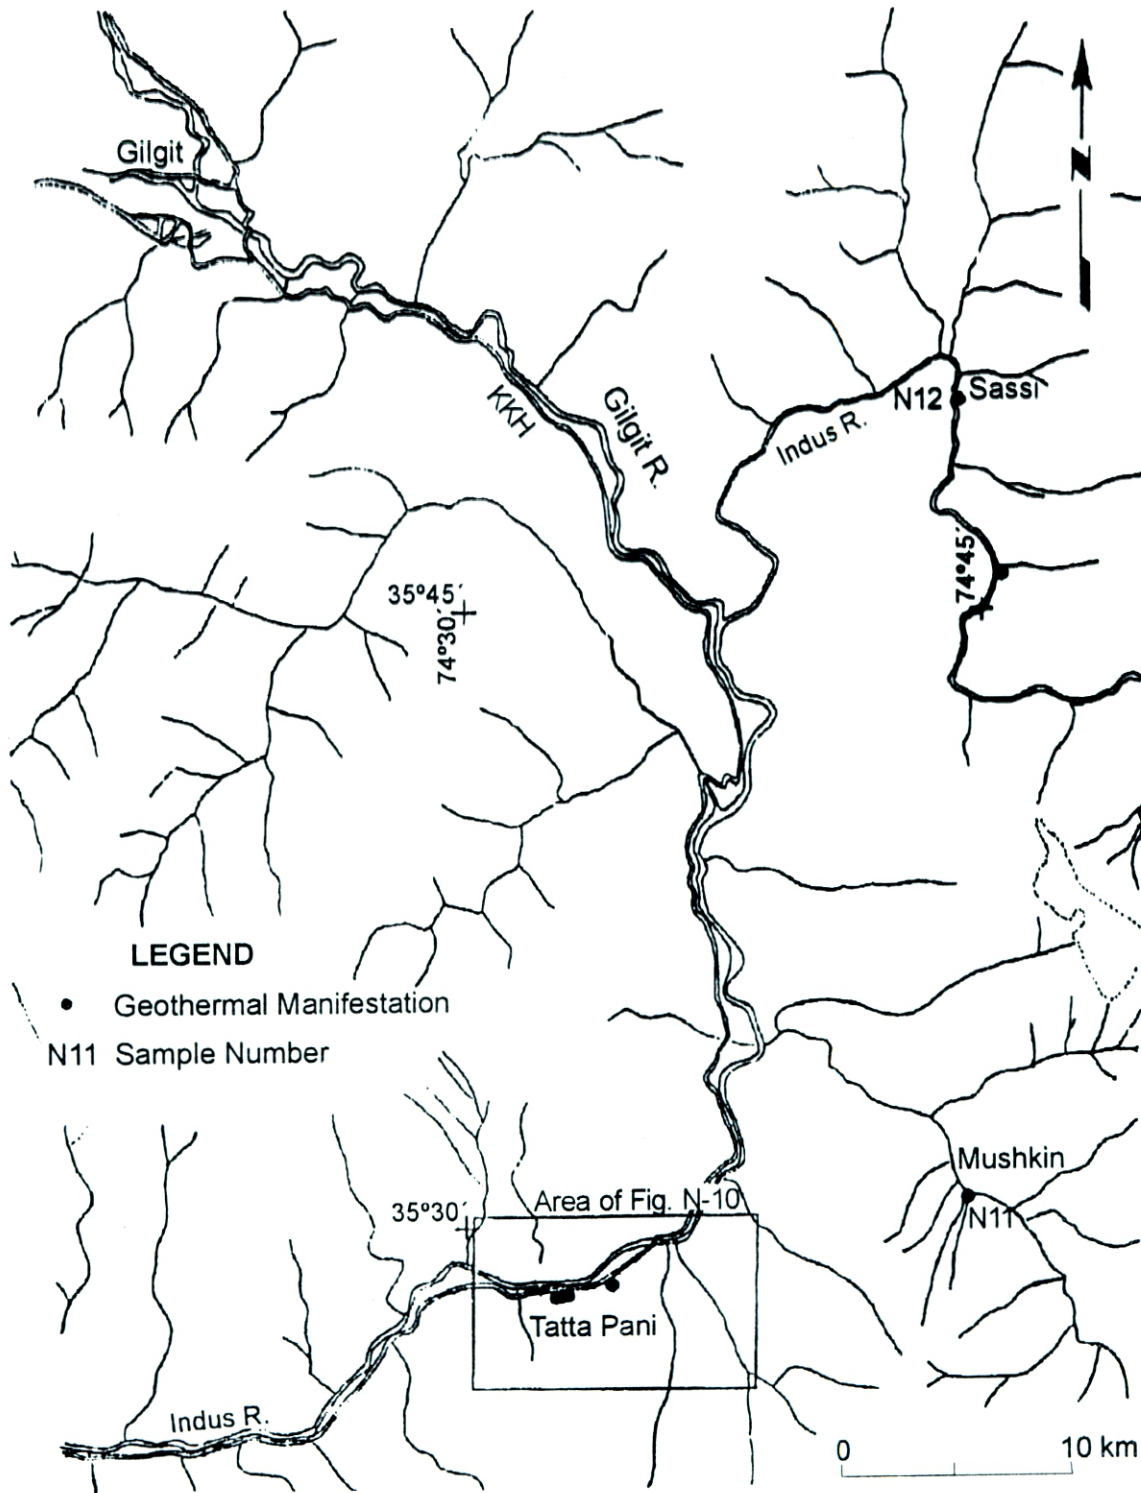 Gilgit
N
KKH
Gilgit R.
Indus R.
N12
Sassi
74°45´
35°45´
74°30´
LEGEND
Geothermal Manifestation
N11 Sample Number
Mushkin
N11
Area of Fig. N-10
35°30´
Tatta Pani
Indus R.
0 10 km